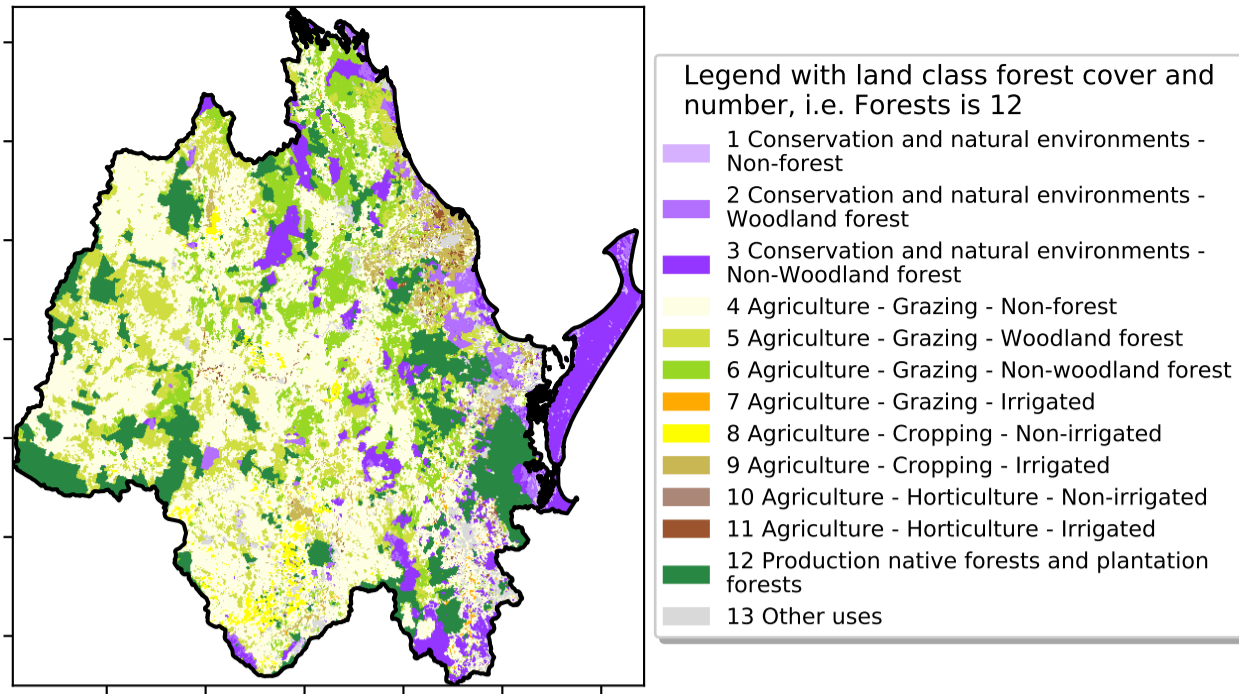 Legend with land class forest cover and
number, i.e. Forests is 12
1 Conservation and natural environments -
Non-forest
2 Conservation and natural environments -
Woodland forest
3 Conservation and natural environments -
Non-Woodland forest
4 Agriculture - Grazing - Non-forest
5 Agriculture - Grazing - Woodland forest
6 Agriculture - Grazing - Non-woodland forest
7 Agriculture - Grazing - Irrigated
8 Agriculture - Cropping - Non-irrigated
9 Agriculture - Cropping - Irrigated
10 Agriculture - Horticulture - Non-irrigated
11 Agriculture - Horticulture - Irrigated
12 Production native forests and plantation
forests
13 Other uses